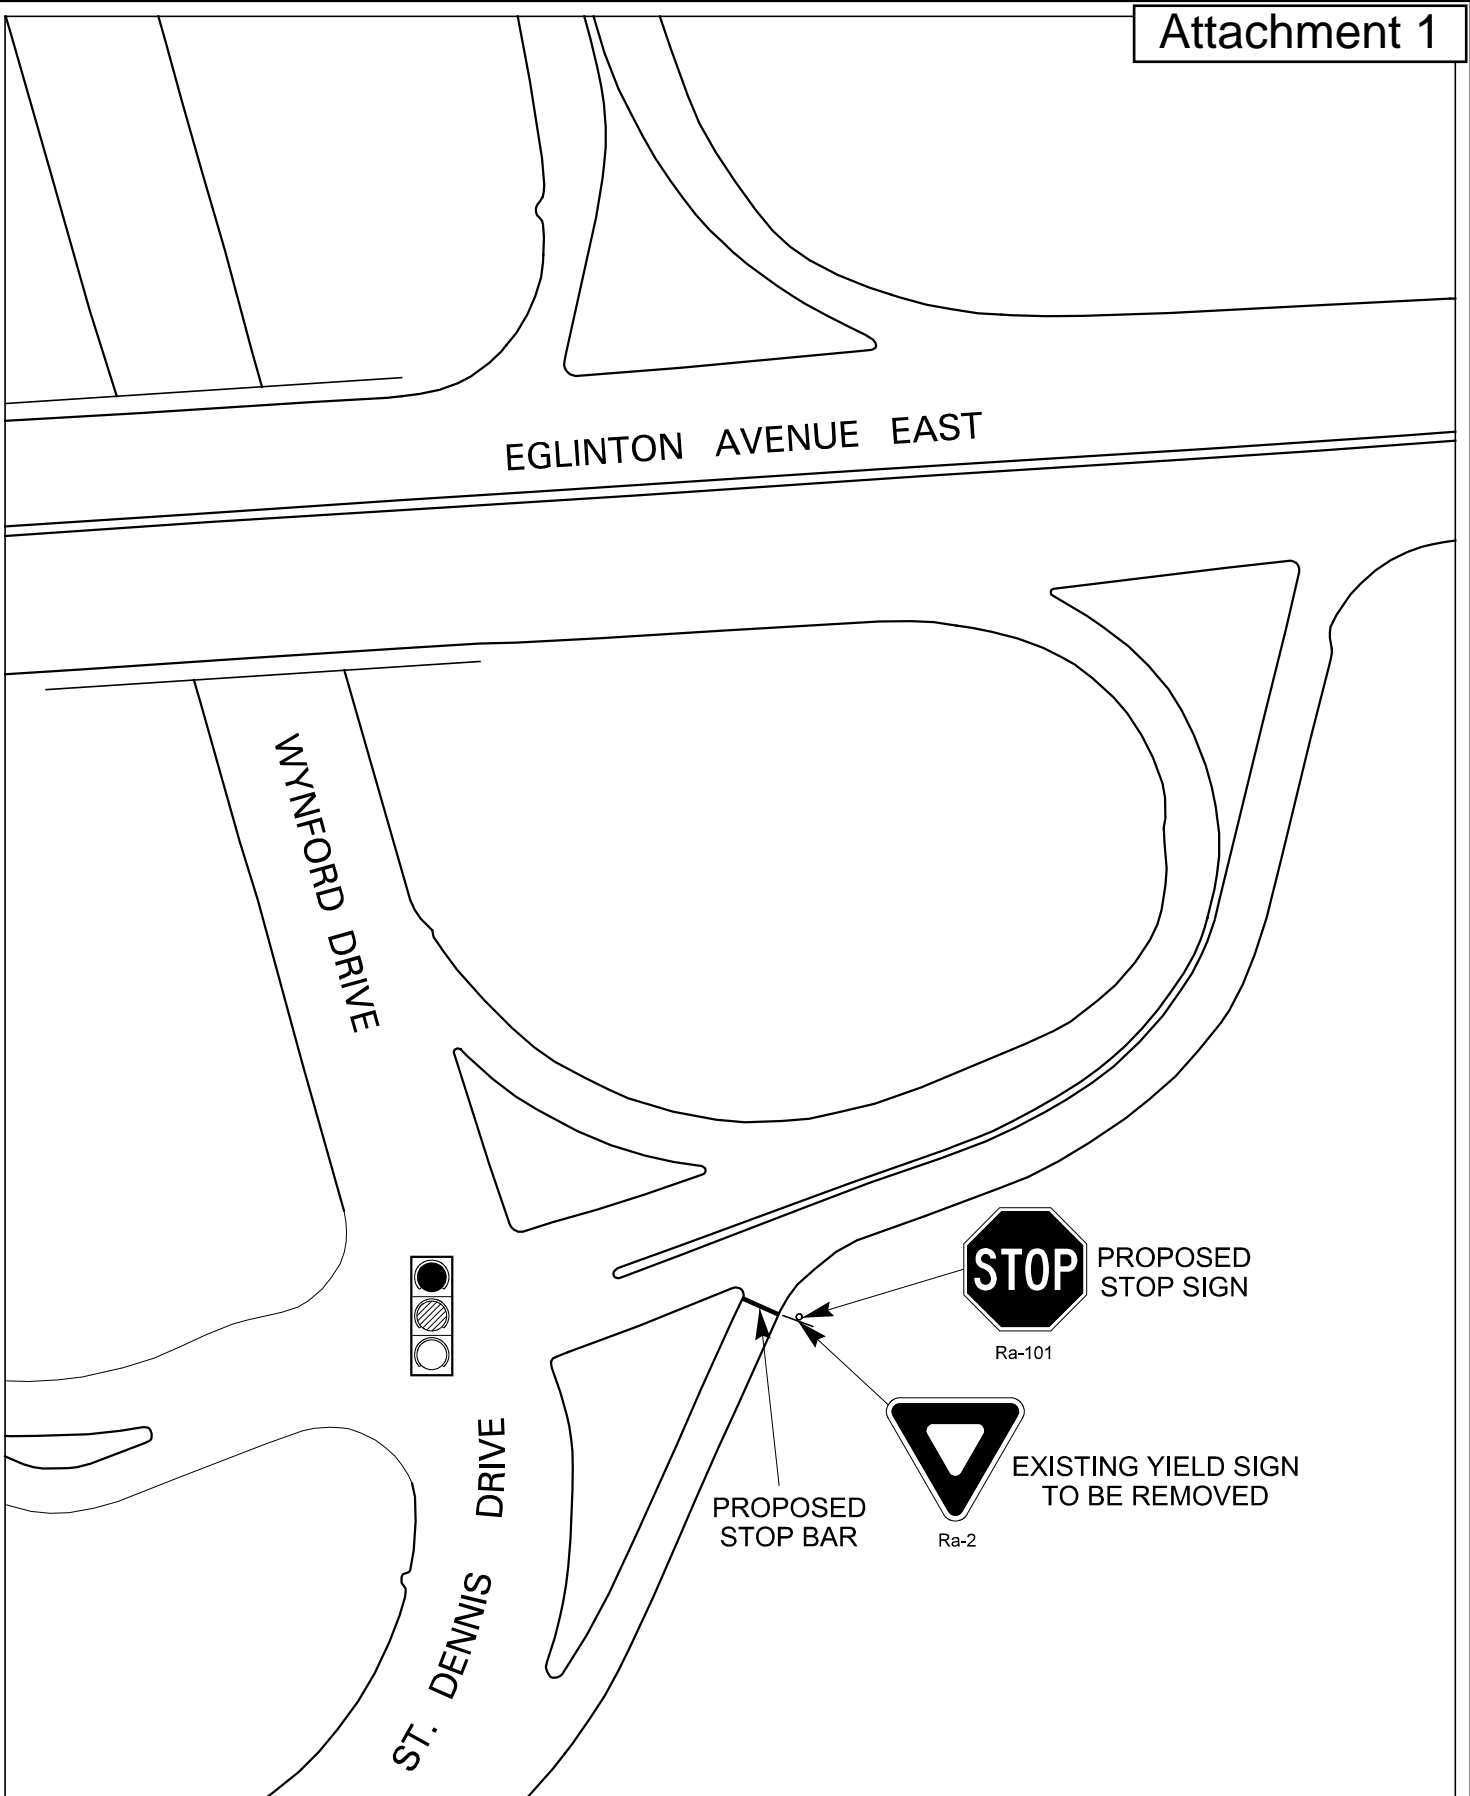 Attachment 1
EGLINTON AVENUE EAST
WYNFORD DRIVE
STOP
PROPOSED
STOP SIGN
Ra-101
EXISTING YIELD SIGN
TO BE REMOVED
Ra-2
PROPOSED
STOP BAR
ST. DENNIS DRIVE